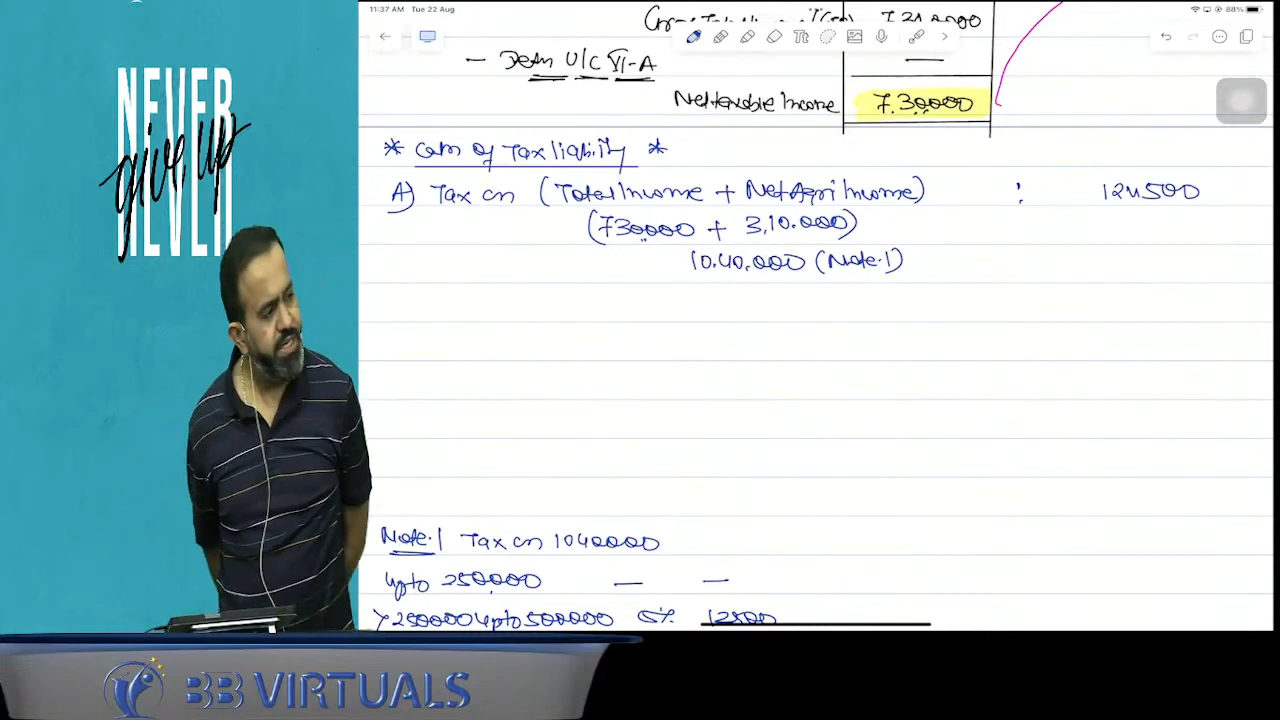 11:37 AM Tue 22 Aug
88%
7,30,000
- Dedn U/C VI-A —
Net taxable Income 7,30,000
NEVER
give up
NEVER
* Com of Tax liability *
A) Tax on (Total Income + Net Agri Income) : 124500
(730000 + 3,10,000)
10,40,000 (Note.1)
Note.1 Tax on 1040000
upto 250,000 — —
>250000 upto 500000 5% 12500
BB VIRTUALS